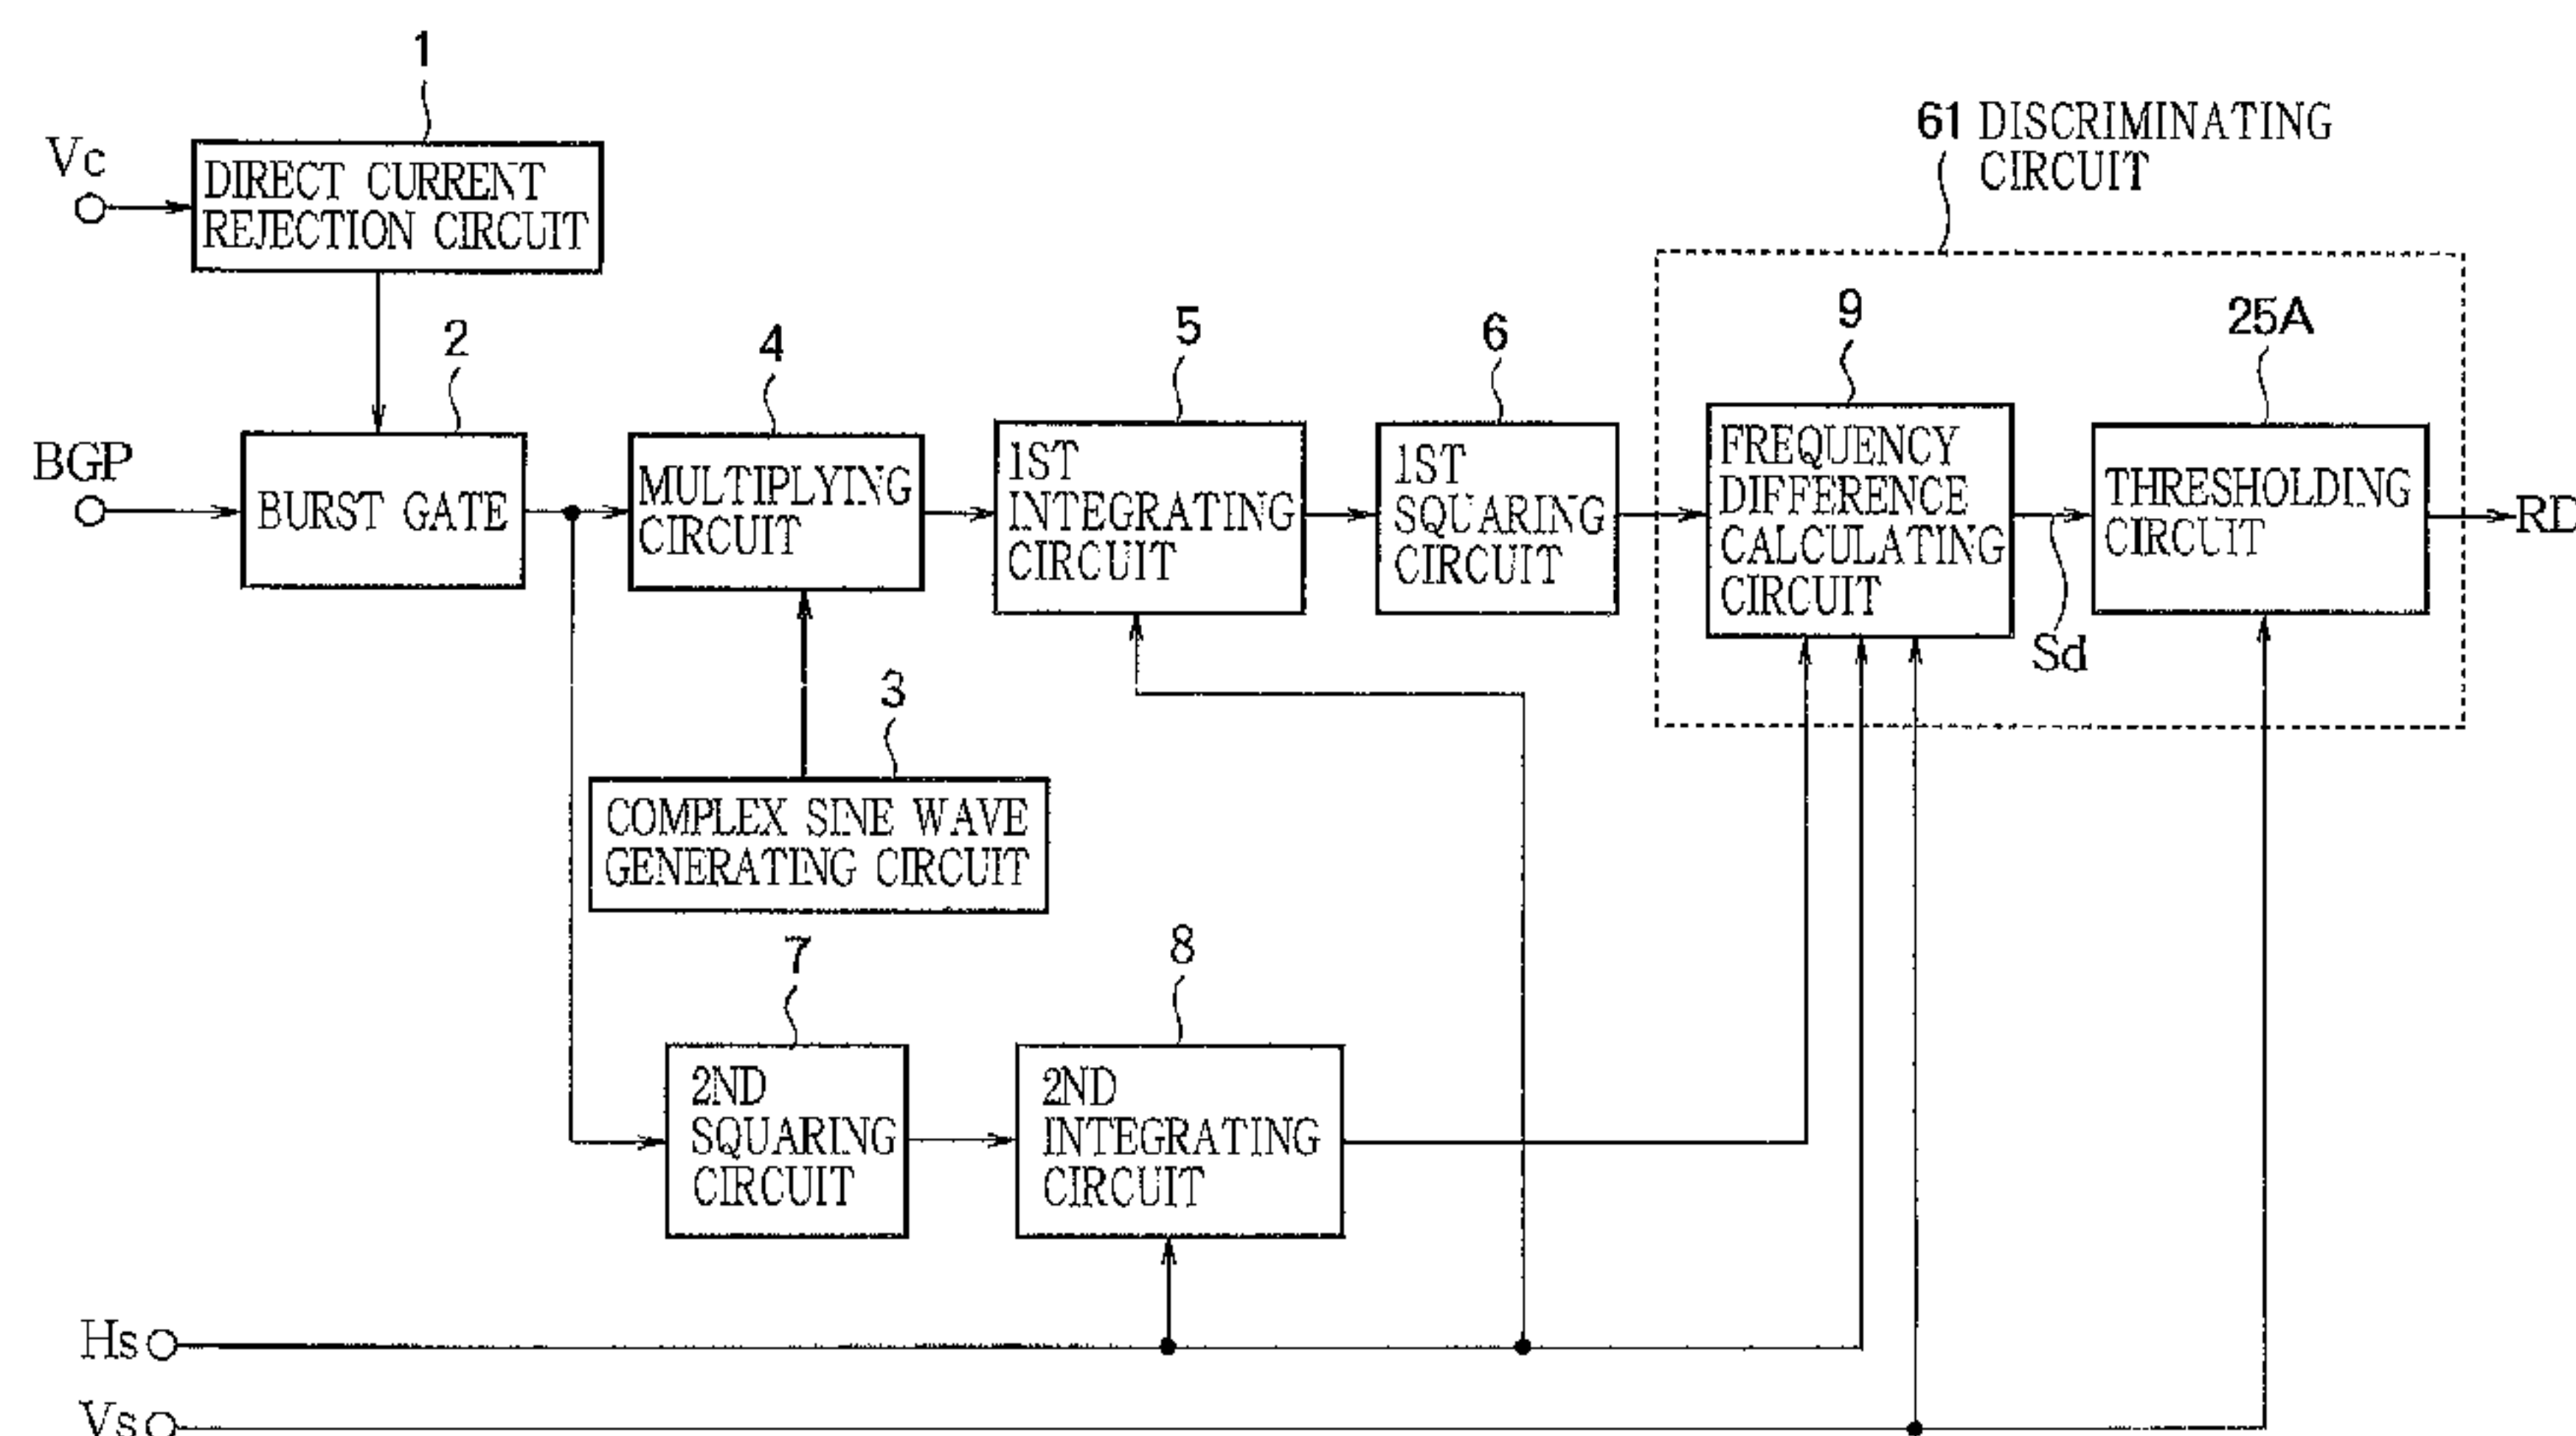 1
Vc
DIRECT CURRENT
REJECTION CIRCUIT
61 DISCRIMINATING
CIRCUIT
2
BGP
BURST GATE
4
MULTIPLYING
CIRCUIT
5
1ST
INTEGRATING
CIRCUIT
6
1ST
SQUARING
CIRCUIT
9
FREQUENCY
DIFFERENCE
CALCULATING
CIRCUIT
25A
THRESHOLDING
CIRCUIT
RD
Sd
3
COMPLEX SINE WAVE
GENERATING CIRCUIT
7
2ND
SQUARING
CIRCUIT
8
2ND
INTEGRATING
CIRCUIT
Hs
Vs